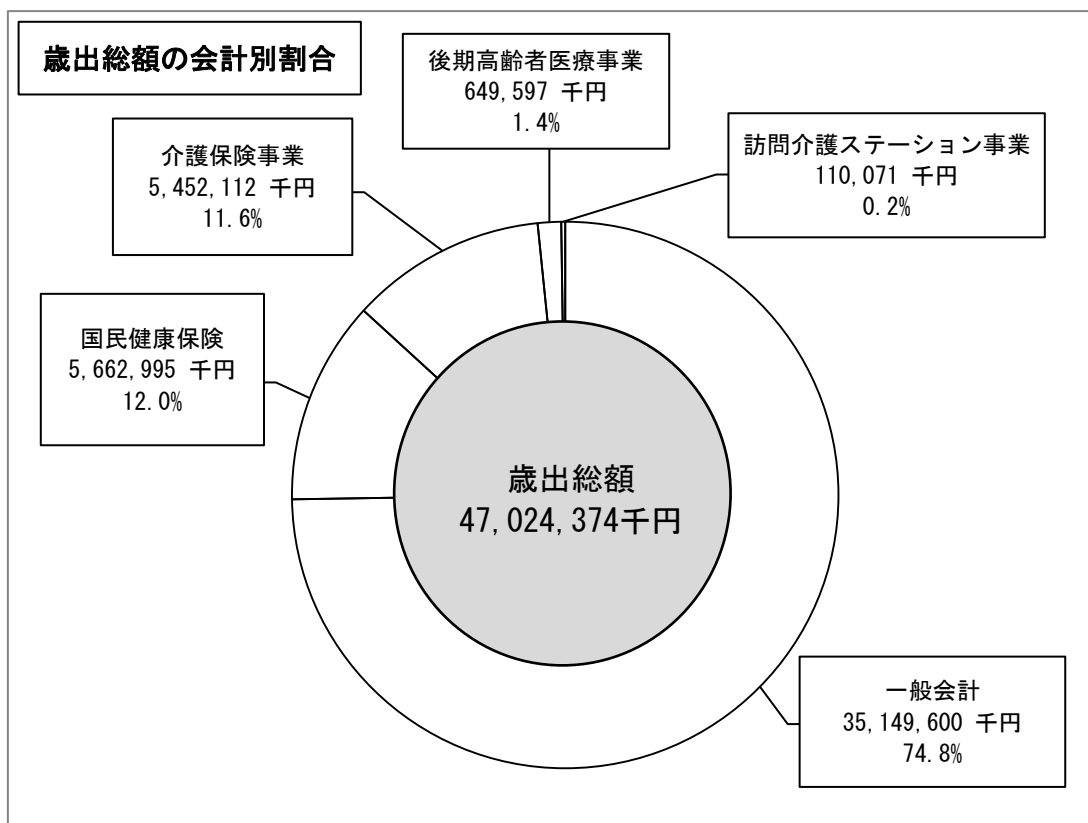 歳出総額の会計別割合
後期高齢者医療事業
649,597 千円
1.4%
訪問介護ステーション事業
110,071 千円
0.2%
介護保険事業
5,452,112 千円
11.6%
国民健康保険
5,662,995 千円
12.0%
歳出総額
47,024,374千円
一般会計
35,149,600 千円
74.8%